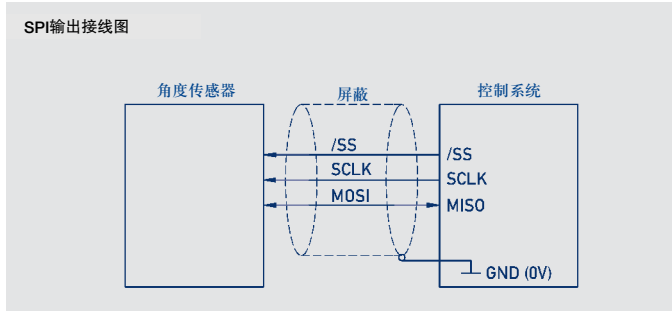 SPI输出接线图
角度传感器
屏蔽
控制系统
/SS
/SS
SCLK
SCLK
MOSI
MISO
GND (0V)